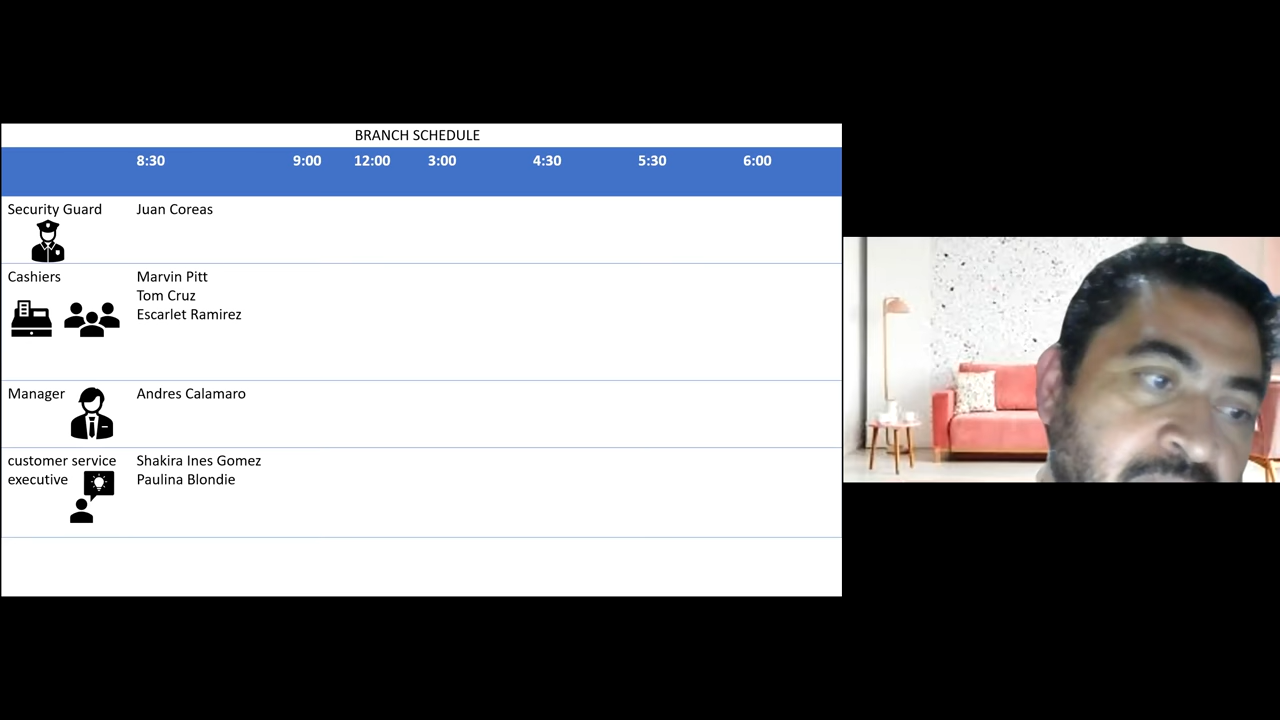 BRANCH SCHEDULE
8:30 9:00 12:00 3:00 4:30 5:30 6:00
Security Guard Juan Coreas
Cashiers Marvin Pitt
Tom Cruz
Escarlet Ramirez
Manager Andres Calamaro
customer service Shakira Ines Gomez
executive Paulina Blondie